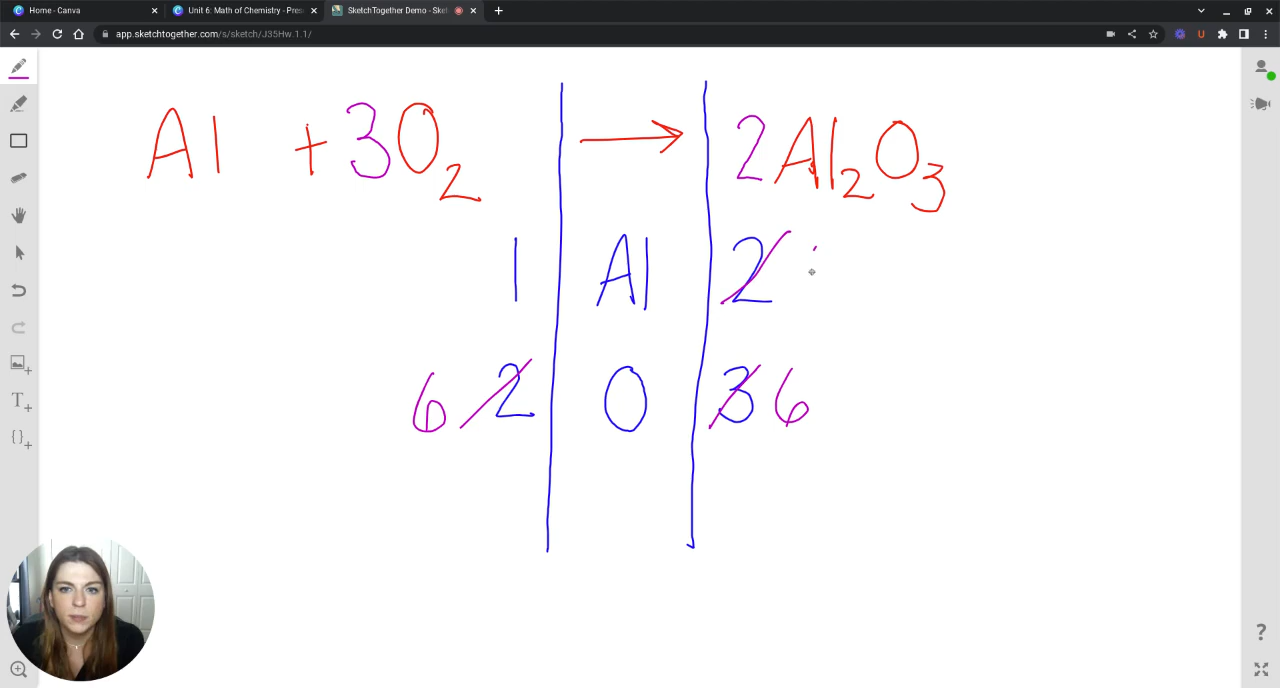 Home - Canva
Unit 6: Math of Chemistry - Pres
SketchTogether Demo - Ske
app.sketchtogether.com/s/sketch/J35Hw.1.1/
U
Al + 3O2 → 2Al2O3
1 Al 2
6 2 O 3 6
T+
{}+
?